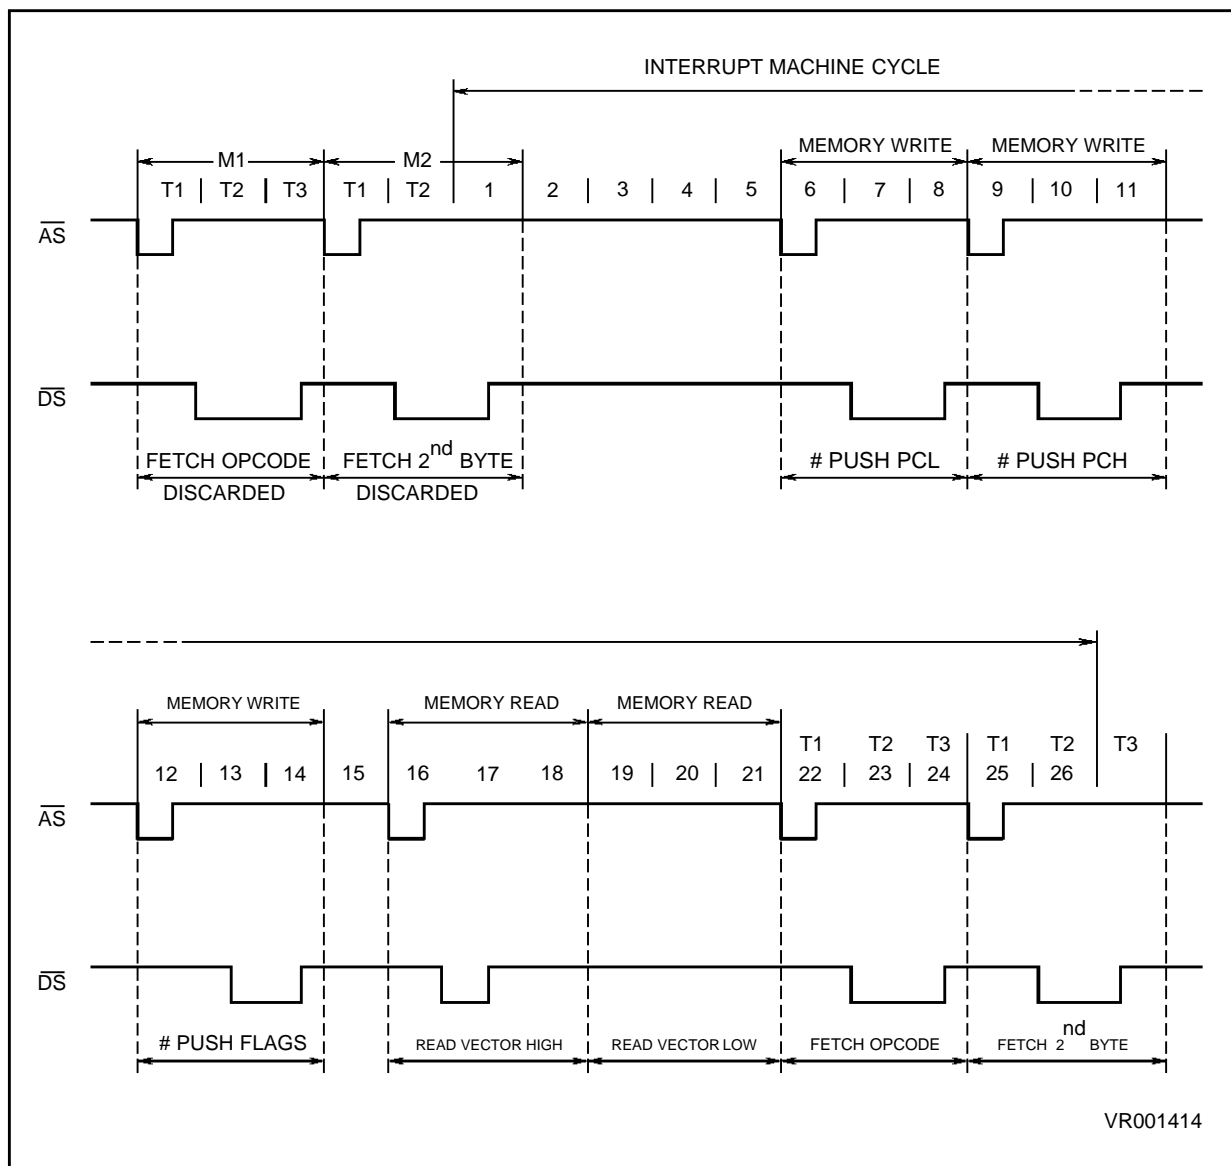 INTERRUPT MACHINE CYCLE
M1 M2 MEMORY WRITE MEMORY WRITE
T1 T2 T3 T1 T2 1 2 3 4 5 6 7 8 9 10 11
AS
DS
FETCH OPCODE FETCH 2nd BYTE # PUSH PCL # PUSH PCH
DISCARDED DISCARDED
MEMORY WRITE MEMORY READ MEMORY READ
T1 T2 T3 T1 T2 T3
12 13 14 15 16 17 18 19 20 21 22 23 24 25 26
AS
DS
# PUSH FLAGS READ VECTOR HIGH READ VECTOR LOW FETCH OPCODE FETCH 2nd BYTE
VR001414